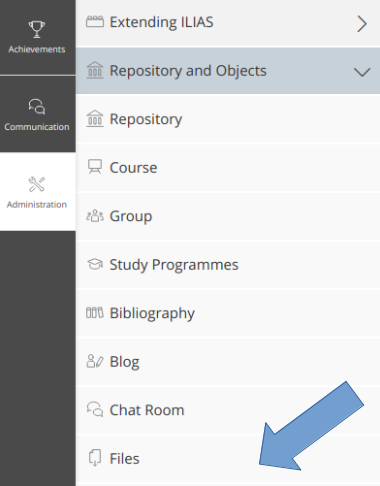 Achievements
Communication
Administration
Extending ILIAS
Repository and Objects
Repository
Course
Group
Study Programmes
Bibliography
Blog
Chat Room
Files